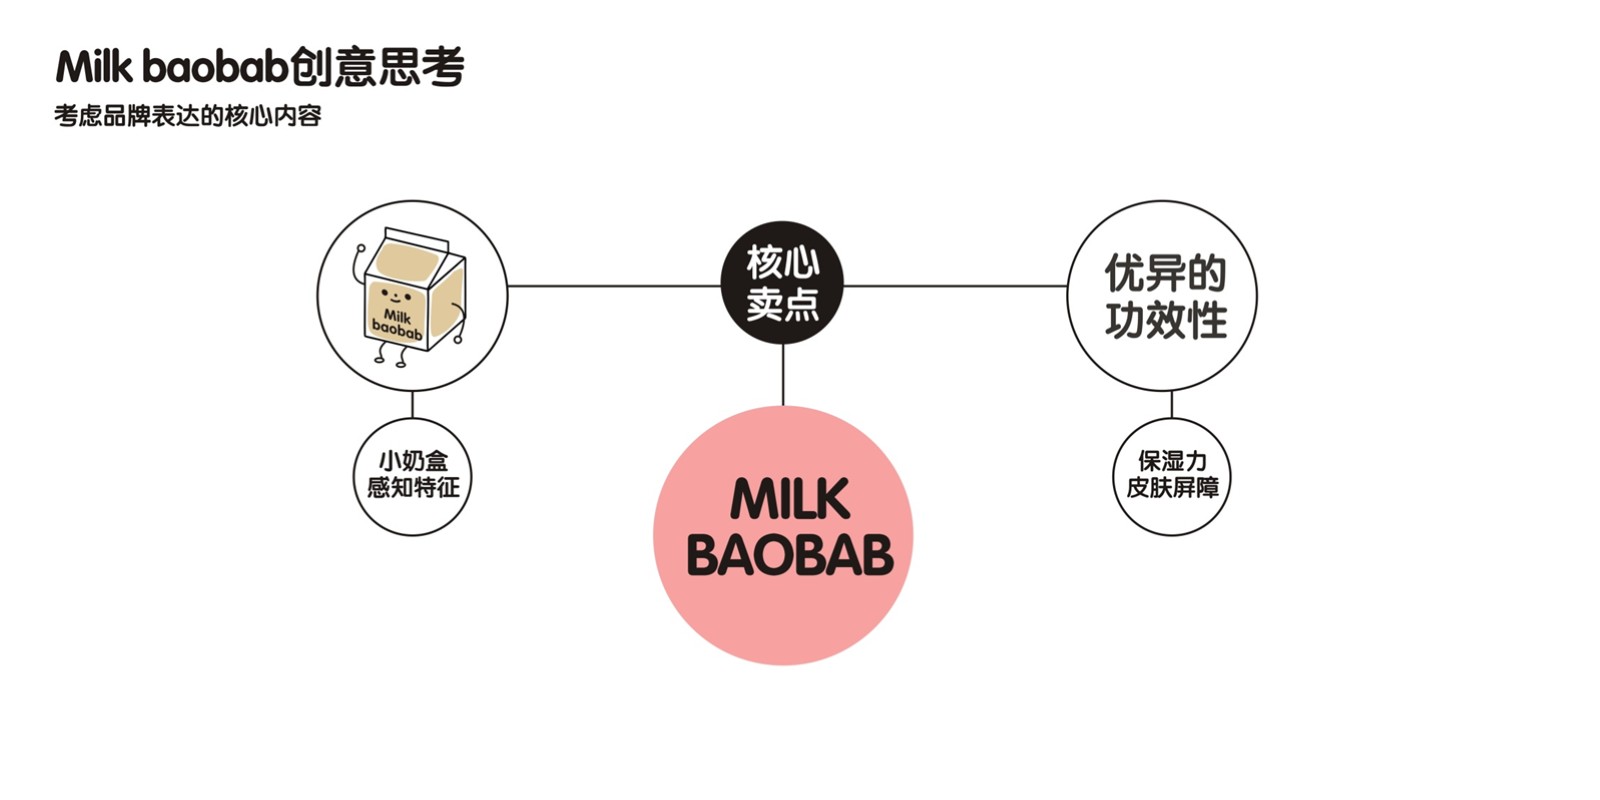 Milk baobab创意思考
考虑品牌表达的核心内容
Milk
baobab
核心
卖点
优异的
功效性
小奶盒
感知特征
MILK
BAOBAB
保湿力
皮肤屏障